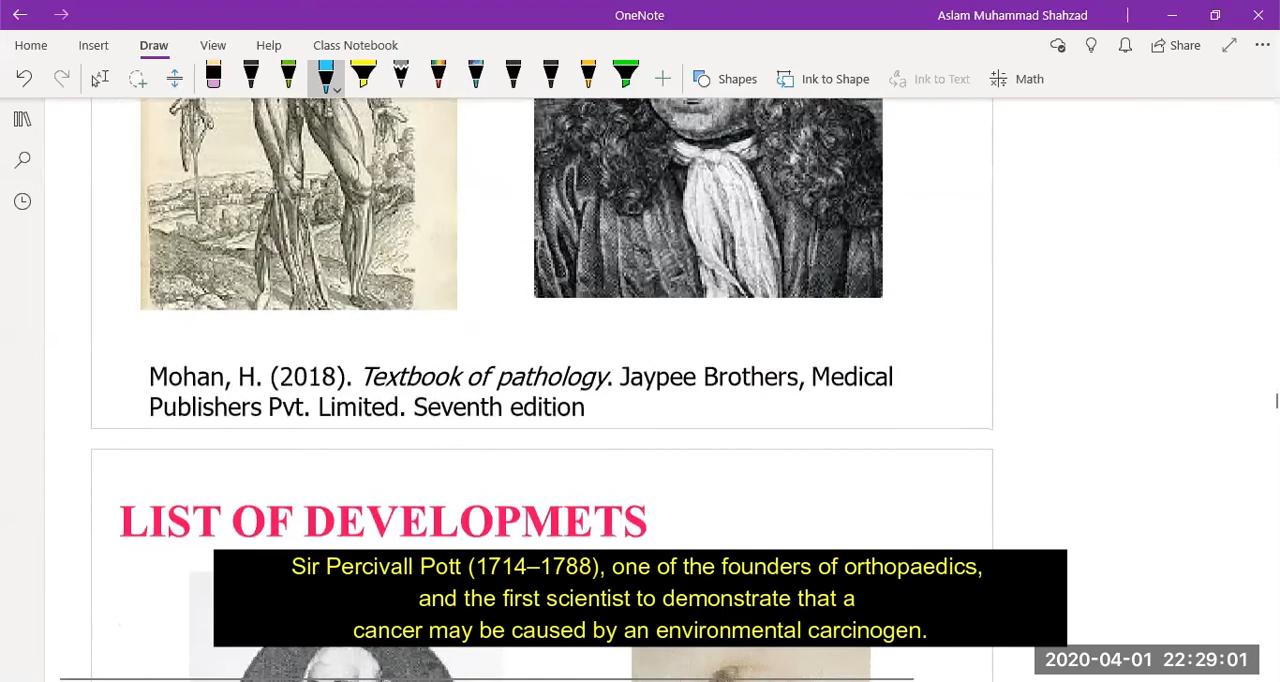 OneNote
Aslam Muhammad Shahzad
Home Insert Draw View Help Class Notebook
Share
Shapes
Ink to Shape
Ink to Text
Math
Mohan, H. (2018). Textbook of pathology. Jaypee Brothers, Medical
Publishers Pvt. Limited. Seventh edition
LIST OF DEVELOPMETS
Sir Percivall Pott (1714–1788), one of the founders of orthopaedics,
and the first scientist to demonstrate that a
cancer may be caused by an environmental carcinogen.
2020-04-01 22:29:01